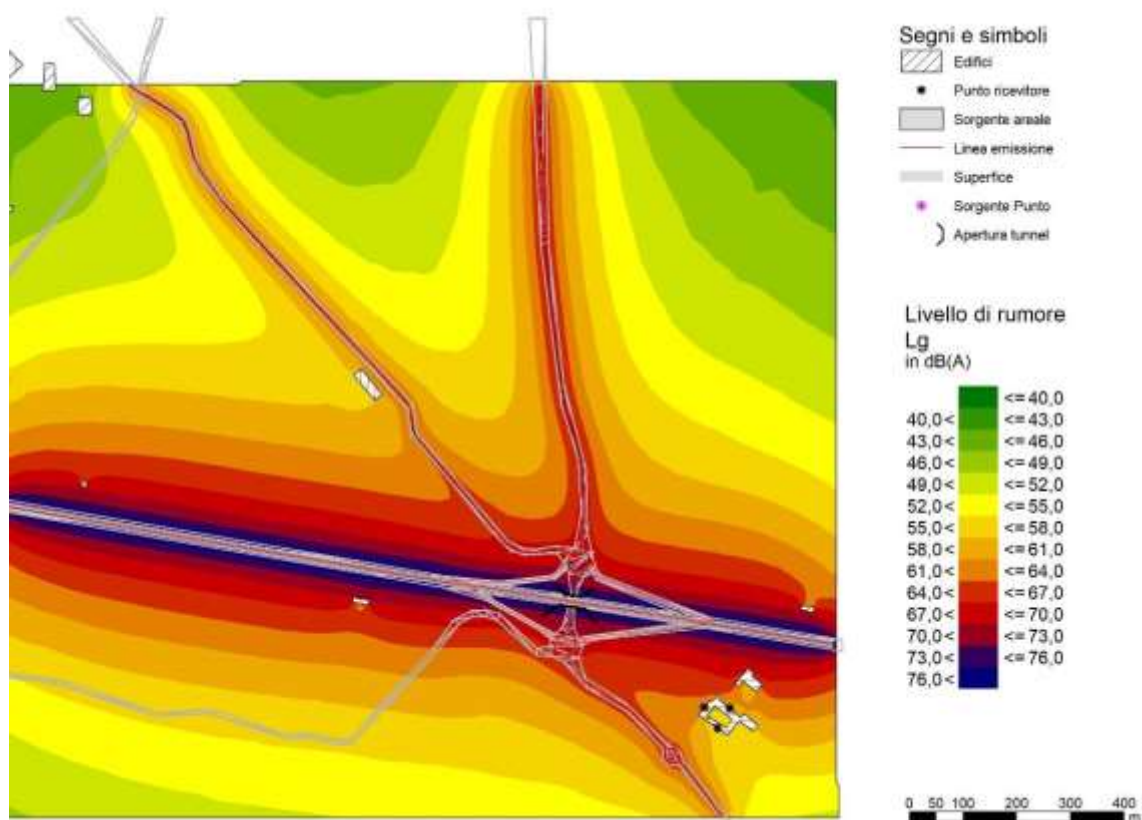 Segni e simboli
Edifici
Punto ricevitore
Sorgente areale
Linea emissione
Superfice
Sorgente Punto
Apertura tunnel
Livello di rumore
Lg
in dB(A)
<= 40,0
40,0 < <= 43,0
43,0 < <= 46,0
46,0 < <= 49,0
49,0 < <= 52,0
52,0 < <= 55,0
55,0 < <= 58,0
58,0 < <= 61,0
61,0 < <= 64,0
64,0 < <= 67,0
67,0 < <= 70,0
70,0 < <= 73,0
73,0 < <= 76,0
76,0 <
0 50 100 200 300 400
m